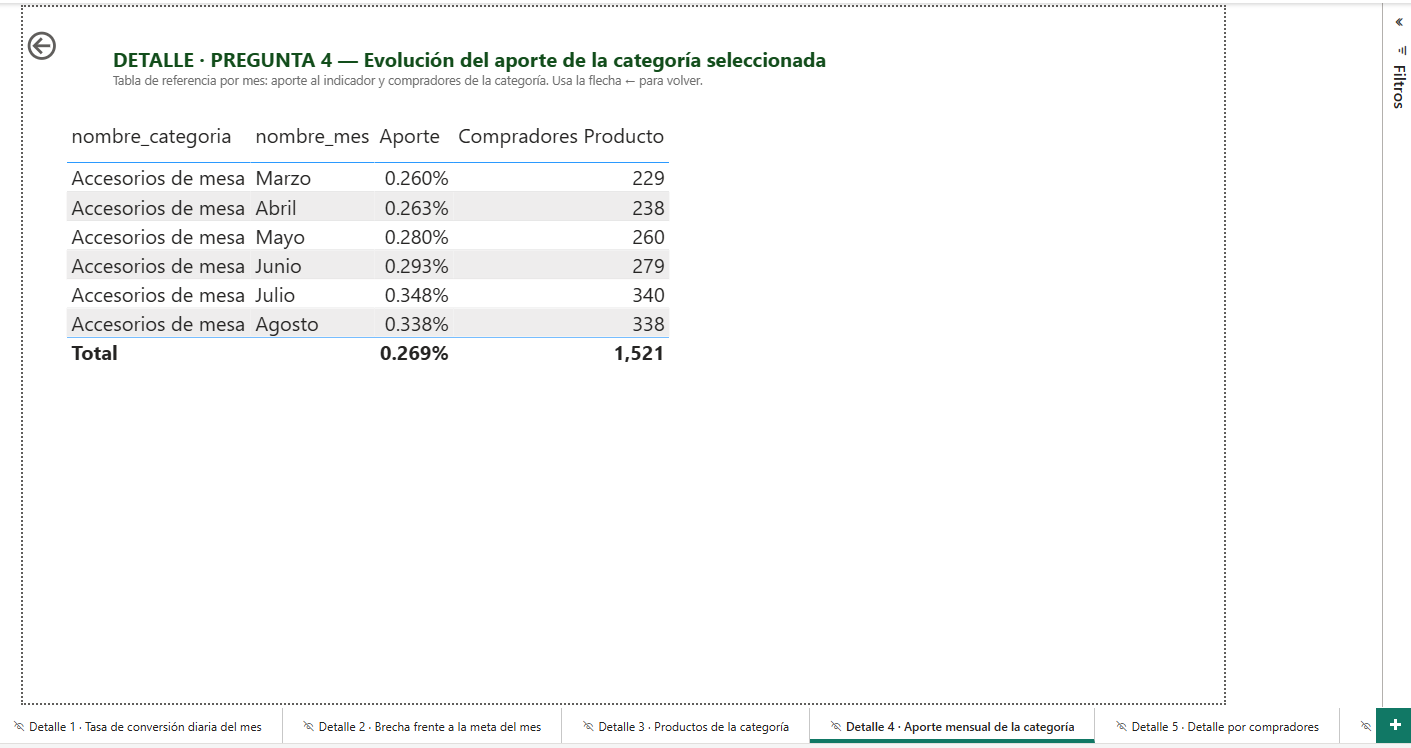 DETALLE · PREGUNTA 4 — Evolución del aporte de la categoría seleccionada
Tabla de referencia por mes: aporte al indicador y compradores de la categoría. Usa la flecha ← para volver.
nombre_categoria nombre_mes Aporte Compradores Producto
Accesorios de mesa Marzo 0.260% 229
Accesorios de mesa Abril 0.263% 238
Accesorios de mesa Mayo 0.280% 260
Accesorios de mesa Junio 0.293% 279
Accesorios de mesa Julio 0.348% 340
Accesorios de mesa Agosto 0.338% 338
Total 0.269% 1,521
Filtros
Detalle 1 · Tasa de conversión diaria del mes
Detalle 2 · Brecha frente a la meta del mes
Detalle 3 · Productos de la categoría
Detalle 4 · Aporte mensual de la categoría
Detalle 5 · Detalle por compradores